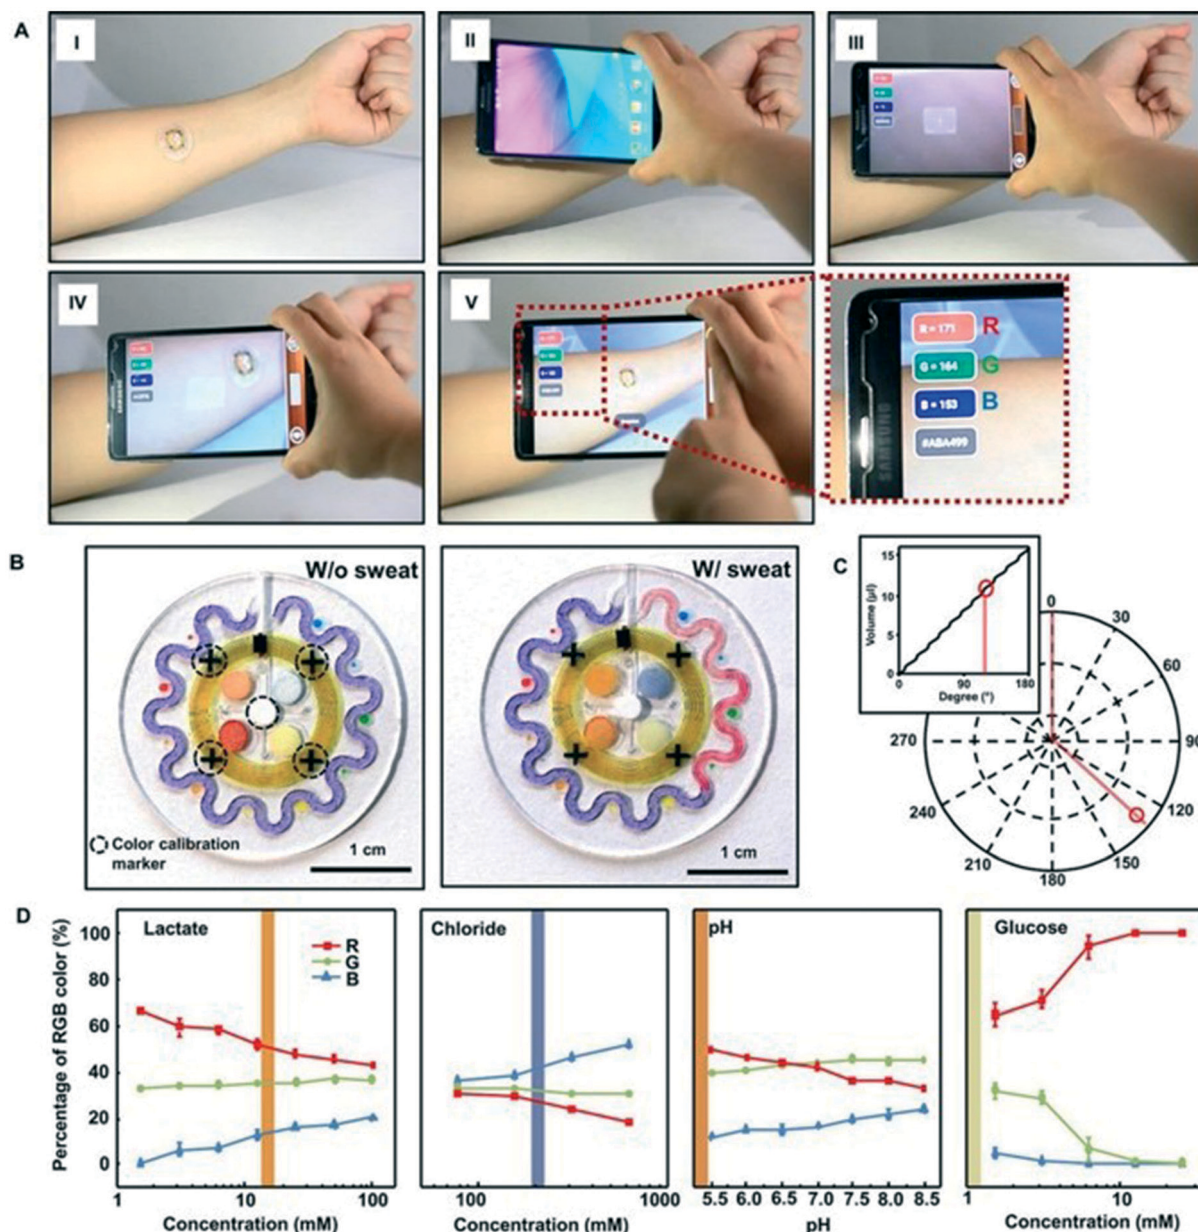 A
I
II
III
IV
V
R = 171
R
G = 164
G
B = 153
B
#ABA499
SAMSUNG
B
W/o sweat
Color calibration
marker
1 cm
W/ sweat
1 cm
C
Volume (µl)
15
10
5
0
0
90
180
Degree (°)
0
30
60
90
120
150
180
210
240
270
D
Percentage of RGB color (%)
100
80
60
40
20
0
Lactate
R
G
B
1
10
100
Concentration (mM)
Chloride
100
1000
Concentration (mM)
pH
5.5
6.0
6.5
7.0
7.5
8.0
8.5
pH
Glucose
1
10
Concentration (mM)